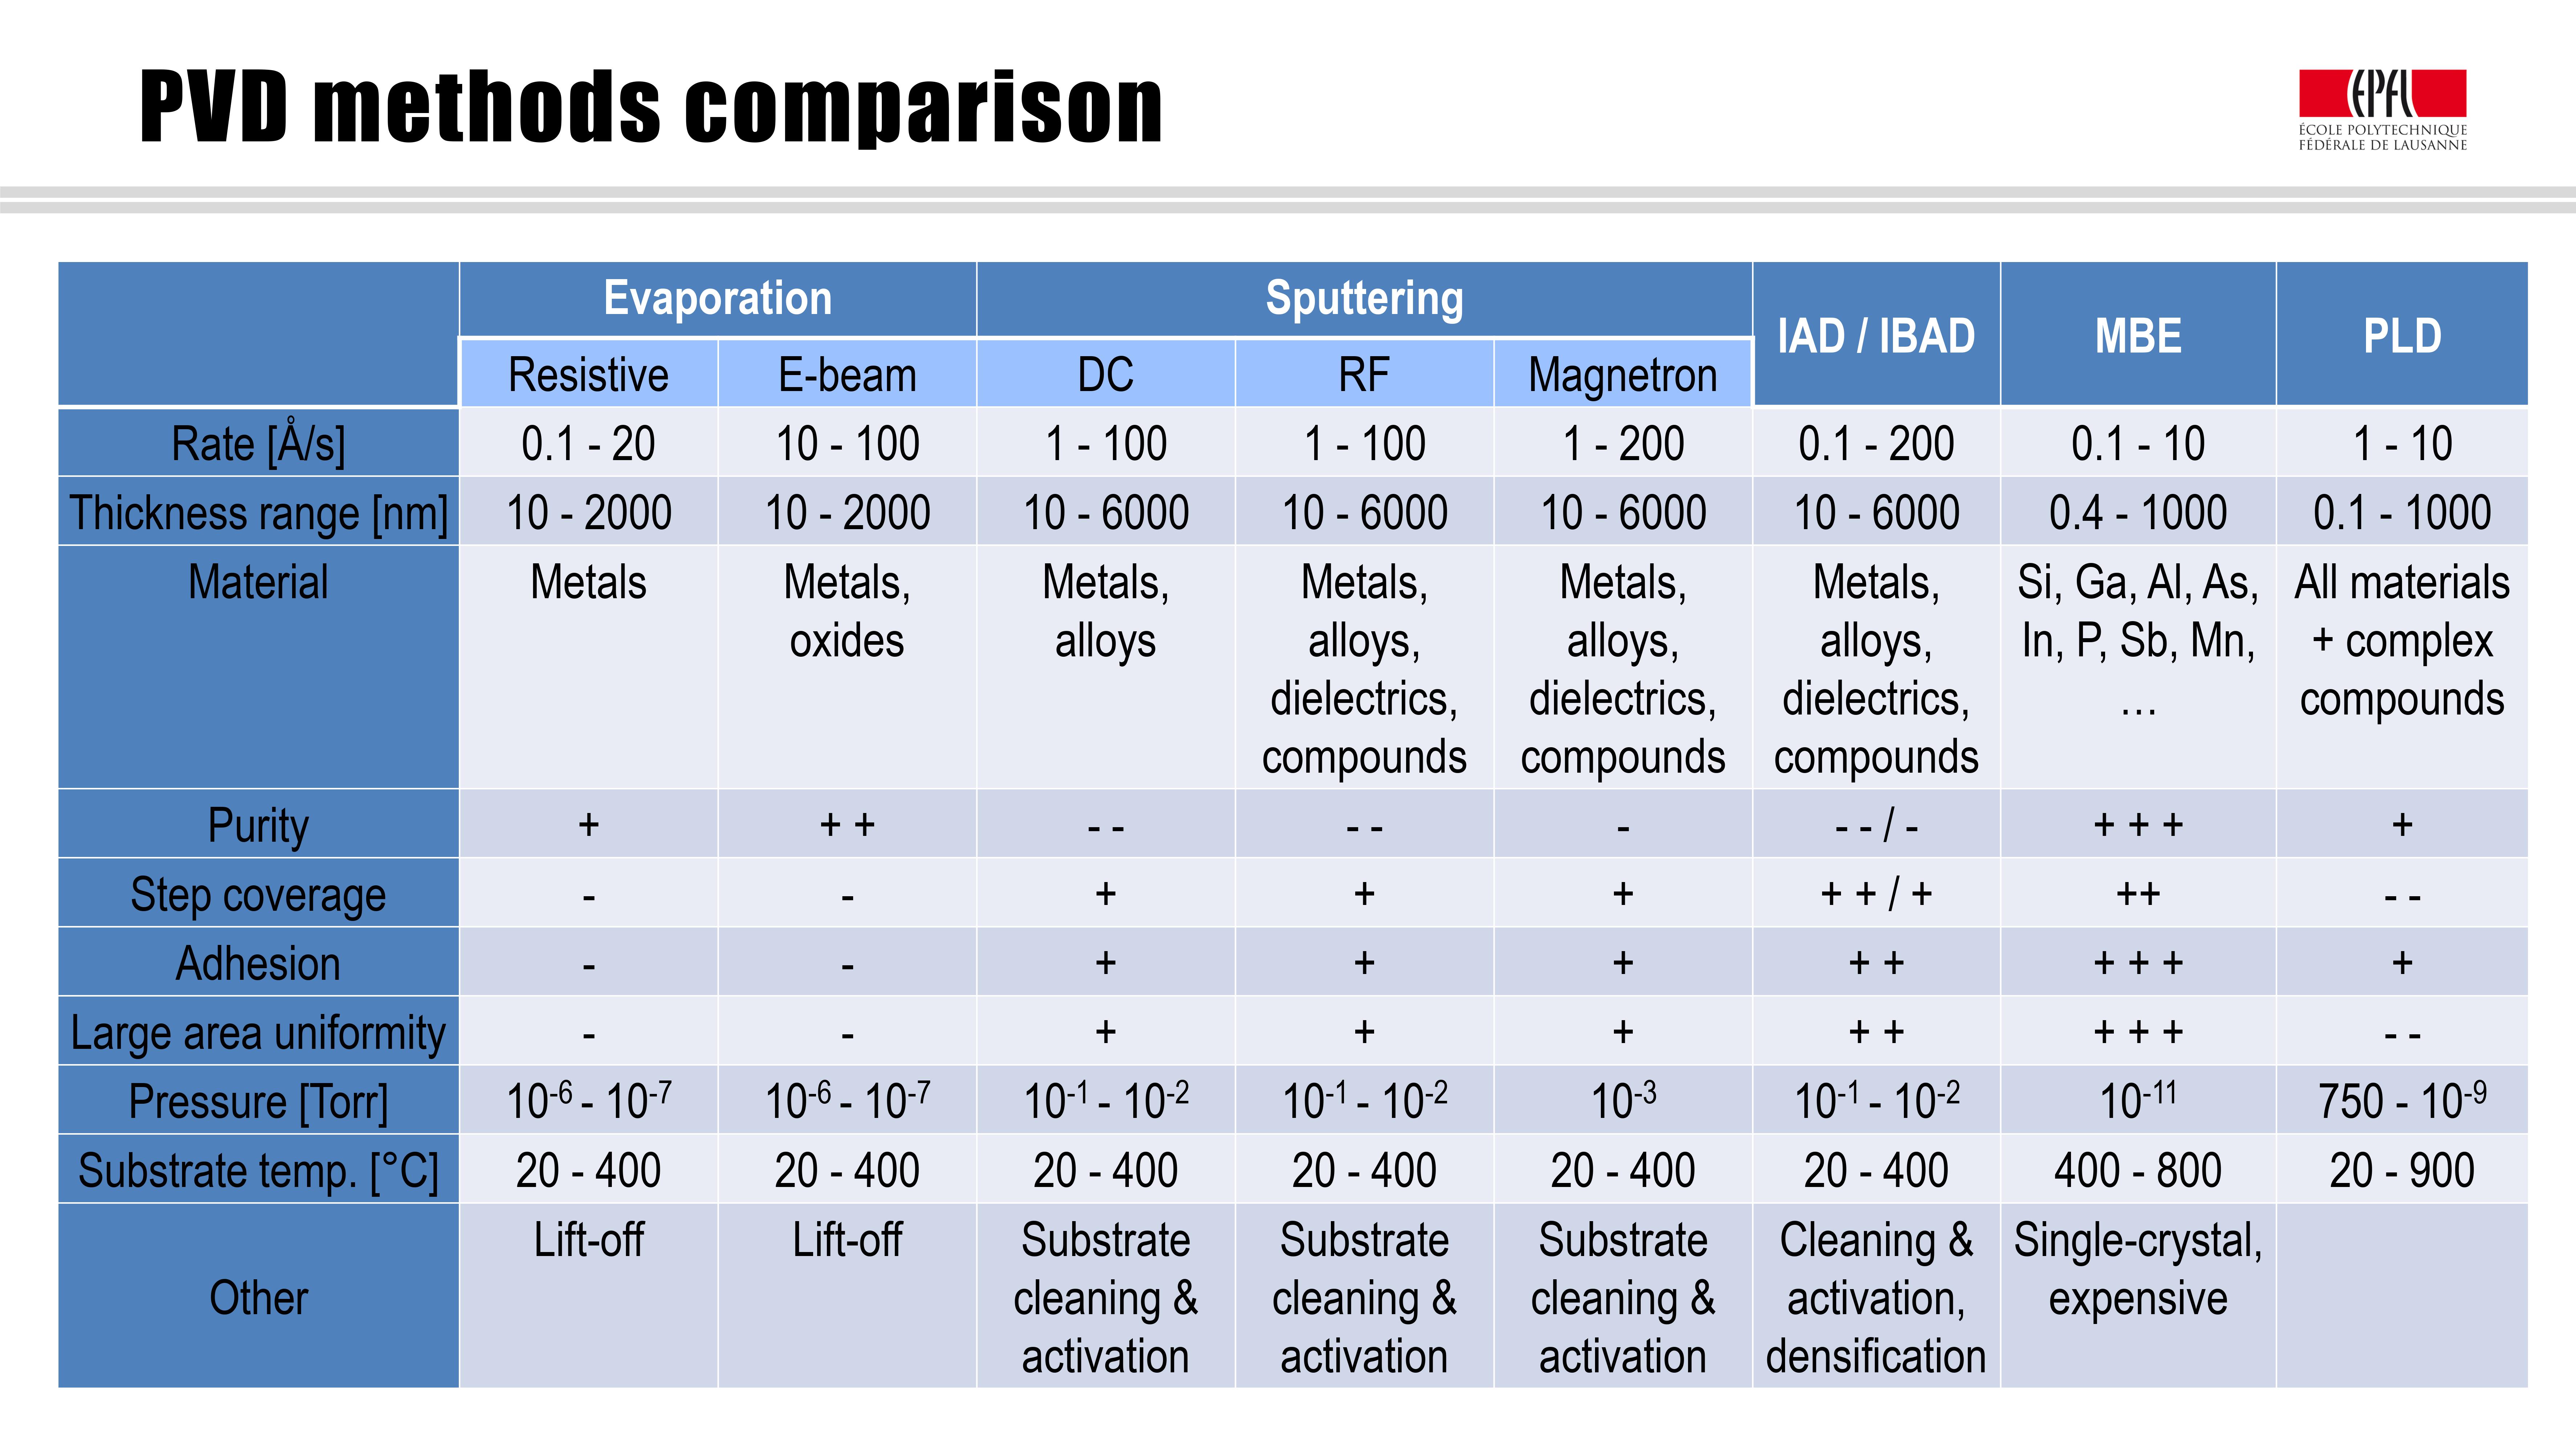 PVD methods comparison
EPFL
ÉCOLE POLYTECHNIQUE
FÉDÉRALE DE LAUSANNE
Evaporation
Sputtering
IAD / IBAD
MBE
PLD
Resistive
E-beam
DC
RF
Magnetron
Rate [Å/s]
0.1 - 20
10 - 100
1 - 100
1 - 100
1 - 200
0.1 - 200
0.1 - 10
1 - 10
Thickness range [nm]
10 - 2000
10 - 2000
10 - 6000
10 - 6000
10 - 6000
10 - 6000
0.4 - 1000
0.1 - 1000
Material
Metals
Metals,
oxides
Metals,
alloys
Metals,
alloys,
dielectrics,
compounds
Metals,
alloys,
dielectrics,
compounds
Metals,
alloys,
dielectrics,
compounds
Si, Ga, Al, As,
In, P, Sb, Mn,
…
All materials
+ complex
compounds
Purity
+
+ +
- -
- -
-
- - / -
+ + +
+
Step coverage
-
-
+
+
+
+ + / +
++
- -
Adhesion
-
-
+
+
+
+ +
+ + +
+
Large area uniformity
-
-
+
+
+
+ +
+ + +
- -
Pressure [Torr]
10⁻⁶ - 10⁻⁷
10⁻⁶ - 10⁻⁷
10⁻¹ - 10⁻²
10⁻¹ - 10⁻²
10⁻³
10⁻¹ - 10⁻²
10⁻¹¹
750 - 10⁻⁹
Substrate temp. [°C]
20 - 400
20 - 400
20 - 400
20 - 400
20 - 400
20 - 400
400 - 800
20 - 900
Other
Lift-off
Lift-off
Substrate
cleaning &
activation
Substrate
cleaning &
activation
Substrate
cleaning &
activation
Cleaning &
activation,
densification
Single-crystal,
expensive